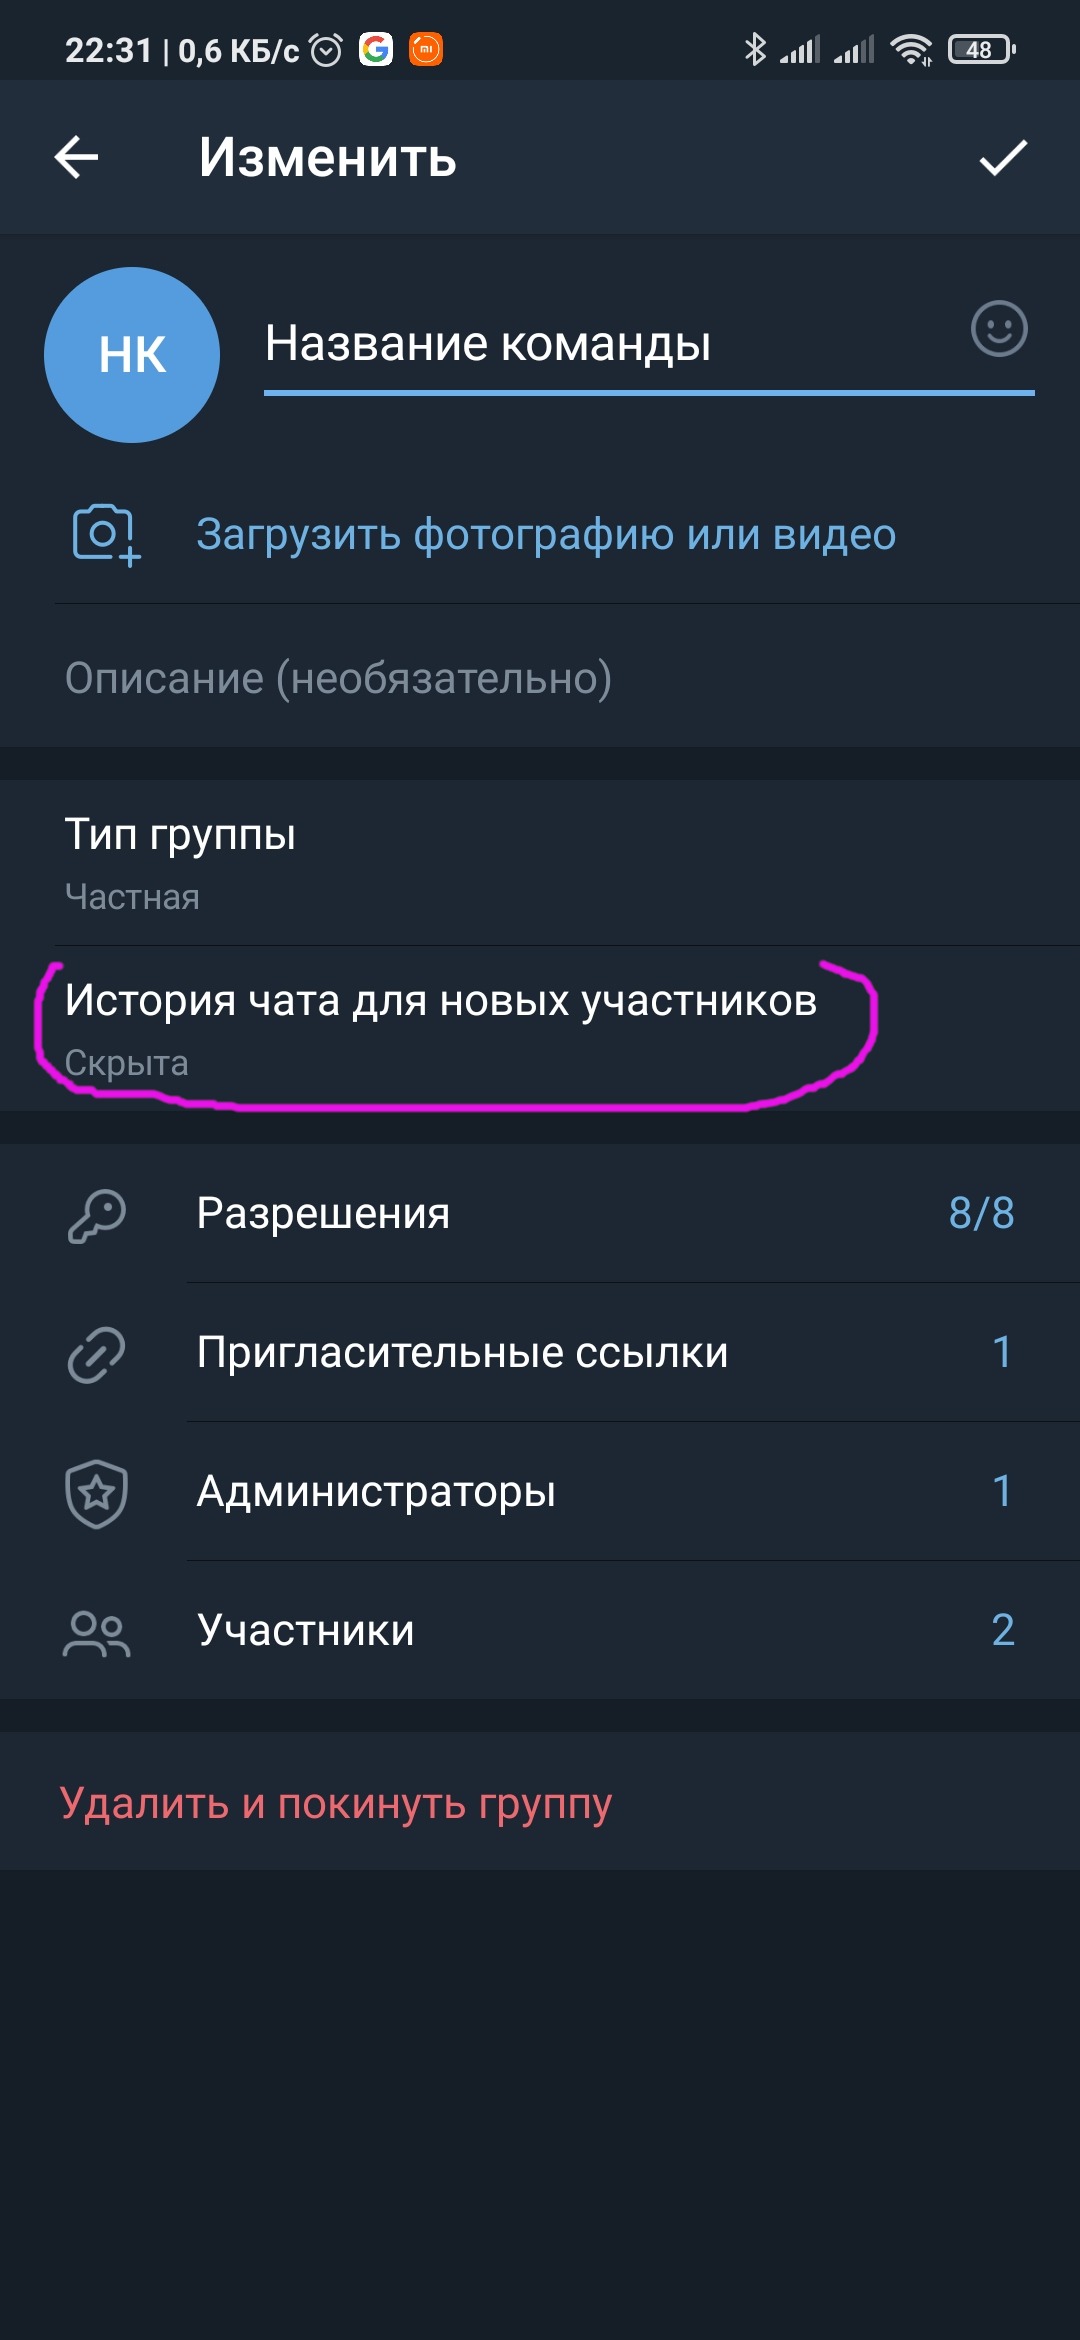 22:31 | 0,6 КБ/с
48
Изменить
НК
Название команды
Загрузить фотографию или видео
Описание (необязательно)
Тип группы
Частная
История чата для новых участников
Скрыта
Разрешения 8/8
Пригласительные ссылки 1
Администраторы 1
Участники 2
Удалить и покинуть группу